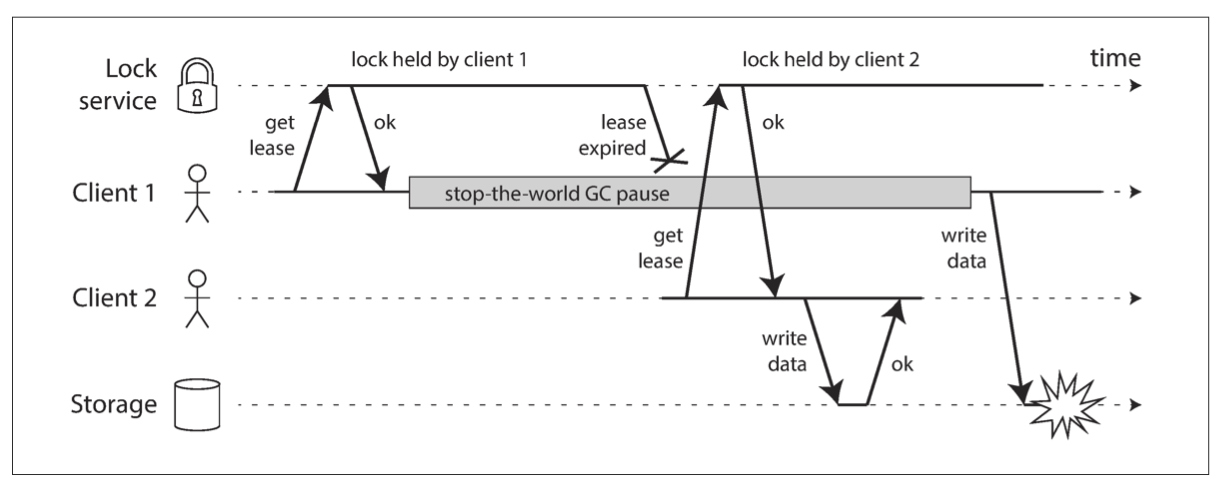 lock held by client 1
lock held by client 2
time
Lock
service
get
lease
ok
lease
expired
ok
Client 1
stop-the-world GC pause
get
lease
write
data
Client 2
write
data
ok
Storage